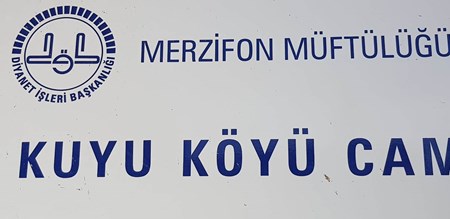 DİYANET İŞLERİ BAŞKANLIĞI
MERZİFON MÜFTÜLÜĞÜ
KUYU KÖYÜ CAM